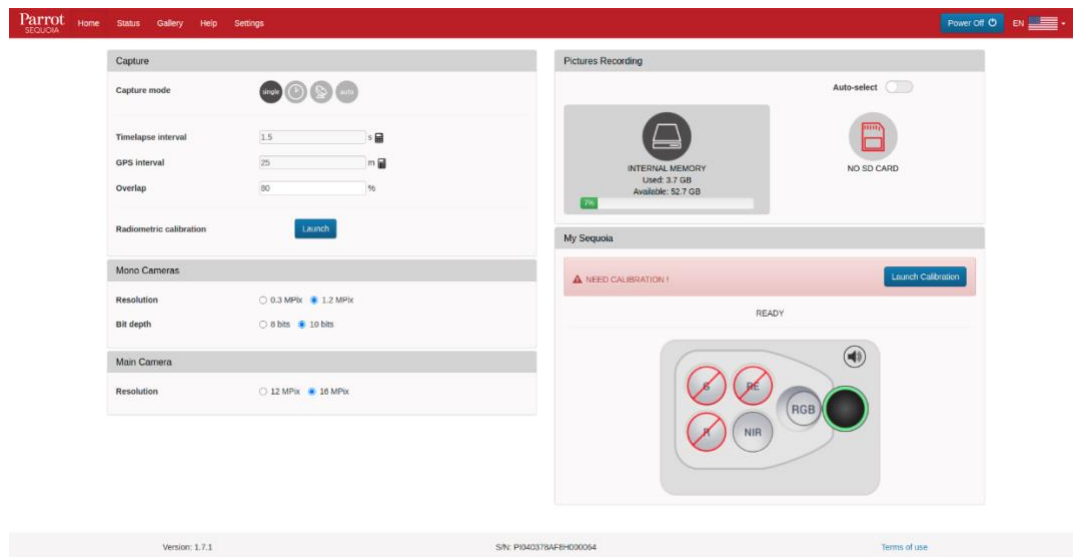 Parrot
SEQUOIA
Home Status Gallery Help Settings
Power Off
EN
Capture
Capture mode
single
auto
Timelapse interval 1.5 s
GPS interval 25 m
Overlap 80 %
Radiometric calibration Launch
Mono Cameras
Resolution 0.3 MPix 1.2 MPix
Bit depth 8 bits 10 bits
Main Camera
Resolution 12 MPix 16 MPix
Pictures Recording
Auto-select
INTERNAL MEMORY
Used: 3.7 GB
Available: 52.7 GB
7%
NO SD CARD
My Sequoia
NEED CALIBRATION ! Launch Calibration
READY
G RE
RGB
R NIR
Version: 1.7.1 S/N: PI040378AF8H000064 Terms of use